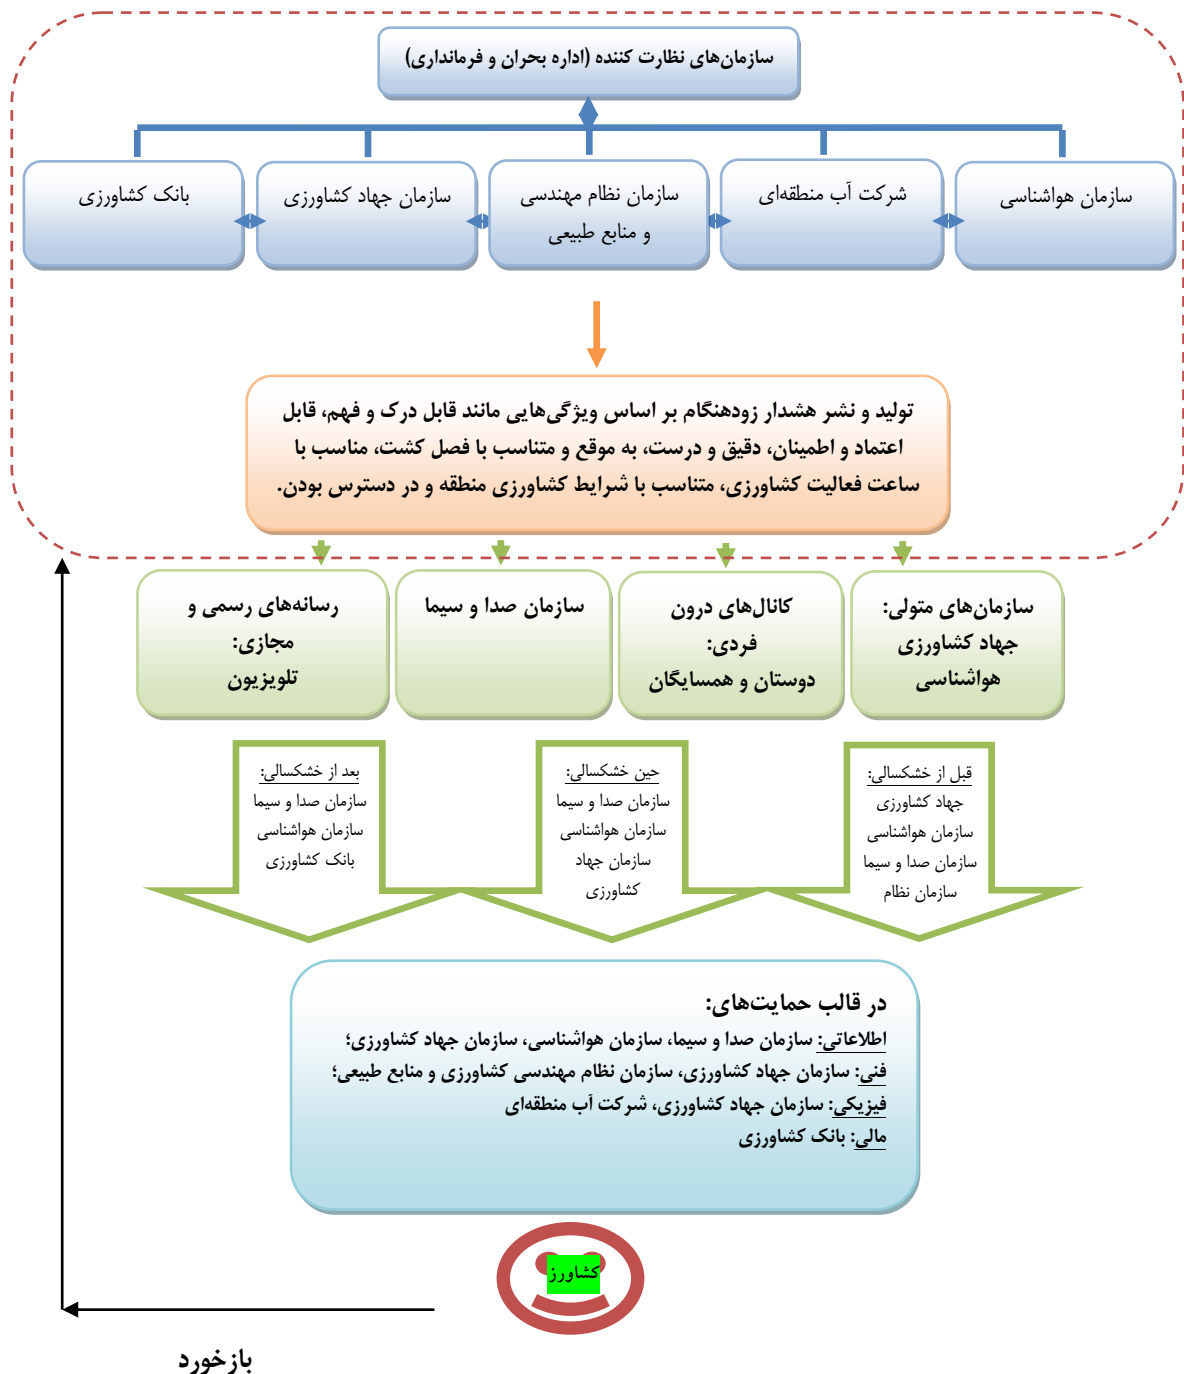 سازمان‌های نظارت کننده (اداره بحران و فرمانداری)
سازمان هواشناسی
شرکت آب منطقه‌ای
سازمان نظام مهندسی
و منابع طبیعی
سازمان جهاد کشاورزی
بانک کشاورزی
تولید و نشر هشدار زودهنگام بر اساس ویژگی‌هایی مانند قابل درک و فهم، قابل
اعتماد و اطمینان، دقیق و درست، به موقع و متناسب با فصل کشت، مناسب با
ساعت فعالیت کشاورزی، متناسب با شرایط کشاورزی منطقه و در دسترس بودن.
سازمان‌های متولی:
جهاد کشاورزی
هواشناسی
کانال‌های درون
فردی:
دوستان و همسایگان
سازمان صدا و سیما
رسانه‌های رسمی و
مجازی:
تلویزیون
قبل از خشکسالی:
جهاد کشاورزی
سازمان هواشناسی
سازمان صدا و سیما
سازمان نظام
حین خشکسالی:
سازمان صدا و سیما
سازمان هواشناسی
سازمان جهاد
کشاورزی
بعد از خشکسالی:
سازمان صدا و سیما
سازمان هواشناسی
بانک کشاورزی
در قالب حمایت‌های:
اطلاعاتی: سازمان صدا و سیما، سازمان هواشناسی، سازمان جهاد کشاورزی؛
فنی: سازمان جهاد کشاورزی، سازمان نظام مهندسی کشاورزی و منابع طبیعی؛
فیزیکی: سازمان جهاد کشاورزی، شرکت آب منطقه‌ای
مالی: بانک کشاورزی
کشاورز
بازخورد